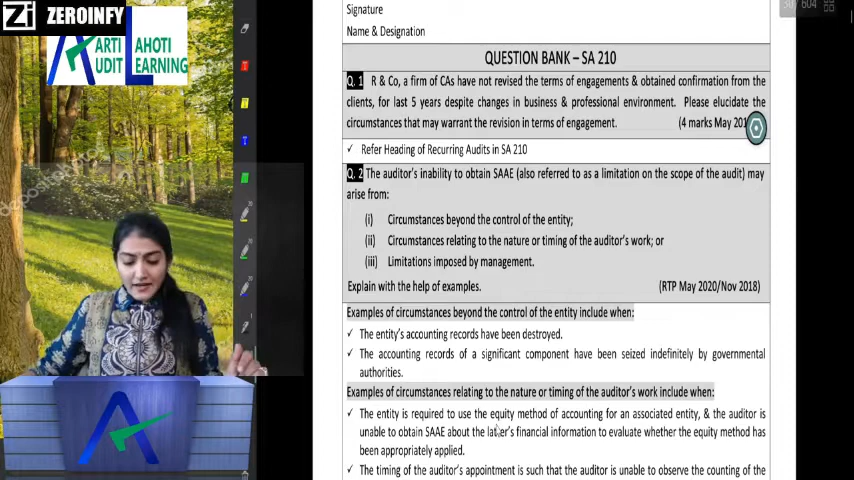 Zi ZEROINFY
ARTI LAHOTI
AUDIT LEARNING
depositphotos
30 / 604
Signature
Name & Designation
QUESTION BANK – SA 210
Q. 1 R & Co, a firm of CAs have not revised the terms of engagements & obtained confirmation from the
clients, for last 5 years despite changes in business & professional environment. Please elucidate the
circumstances that may warrant the revision in terms of engagement. (4 marks May
✓ Refer Heading of Recurring Audits in SA 210
Q. 2 The auditor's inability to obtain SAAE (also referred to as a limitation on the scope of the audit) may
arise from:
(i) Circumstances beyond the control of the entity;
(ii) Circumstances relating to the nature or timing of the auditor's work; or
(iii) Limitations imposed by management.
Explain with the help of examples. (RTP May 2020/Nov 2018)
Examples of circumstances beyond the control of the entity include when:
✓ The entity's accounting records have been destroyed.
✓ The accounting records of a significant component have been seized indefinitely by governmental
authorities.
Examples of circumstances relating to the nature or timing of the auditor's work include when:
✓ The entity is required to use the equity method of accounting for an associated entity, & the auditor is
unable to obtain SAAE about the latter's financial information to evaluate whether the equity method has
been appropriately applied.
✓ The timing of the auditor's appointment is such that the auditor is unable to observe the counting of the